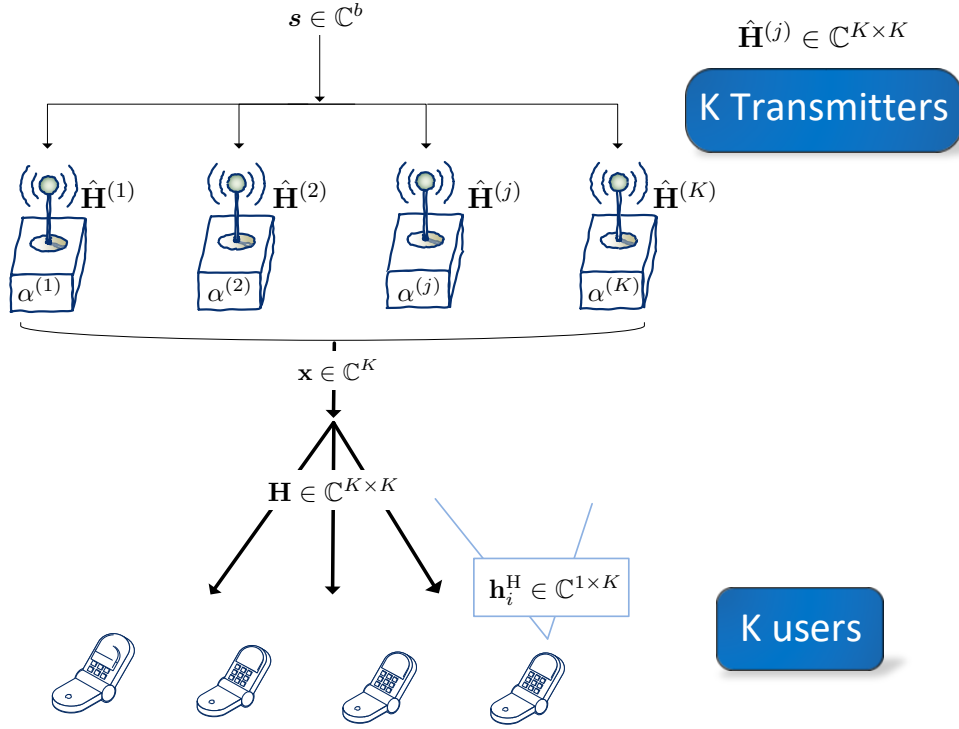 𝒔 ∈ ℂ^b
Ĥ^(j) ∈ ℂ^{K×K}
K Transmitters
Ĥ^(1)
Ĥ^(2)
Ĥ^(j)
Ĥ^(K)
α^(1)
α^(2)
α^(j)
α^(K)
x ∈ ℂ^K
H ∈ ℂ^{K×K}
h_i^H ∈ ℂ^{1×K}
K users